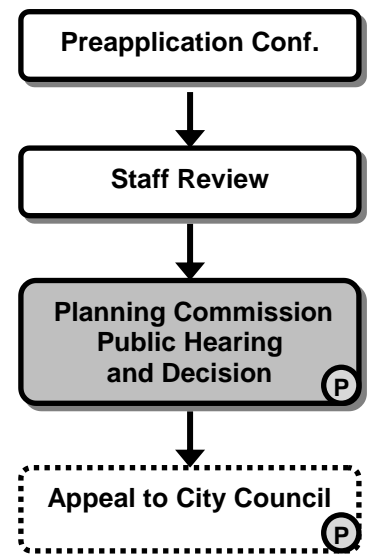 Preapplication Conf.
Staff Review
Planning Commission
Public Hearing
and Decision
P
Appeal to City Council
P